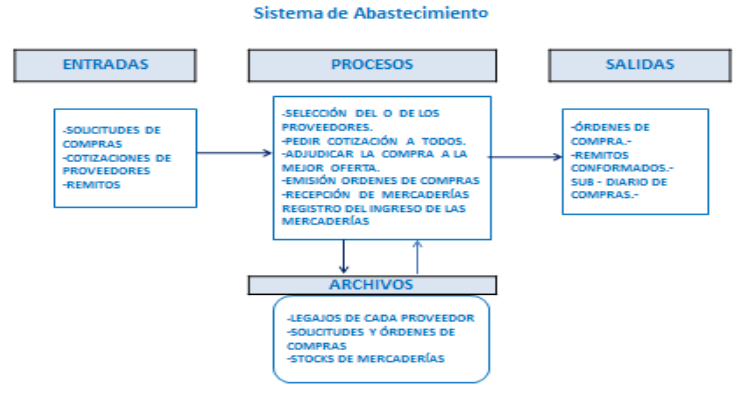 Sistema de Abastecimiento
ENTRADAS
PROCESOS
SALIDAS
-SOLICITUDES DE
COMPRAS
-COTIZACIONES DE
PROVEEDORES
-REMITOS
-SELECCIÓN DEL O DE LOS
PROVEEDORES.
-PEDIR COTIZACIÓN A TODOS.
-ADJUDICAR LA COMPRA A LA
MEJOR OFERTA.
-EMISIÓN ORDENES DE COMPRAS
-RECEPCIÓN DE MERCADERÍAS
REGISTRO DEL INGRESO DE LAS
MERCADERÍAS
-ÓRDENES DE
COMPRA.-
-REMITOS
CONFORMADOS.-
SUB - DIARIO DE
COMPRAS.-
ARCHIVOS
-LEGAJOS DE CADA PROVEEDOR
-SOLICITUDES Y ÓRDENES DE
COMPRAS
-STOCKS DE MERCADERÍAS